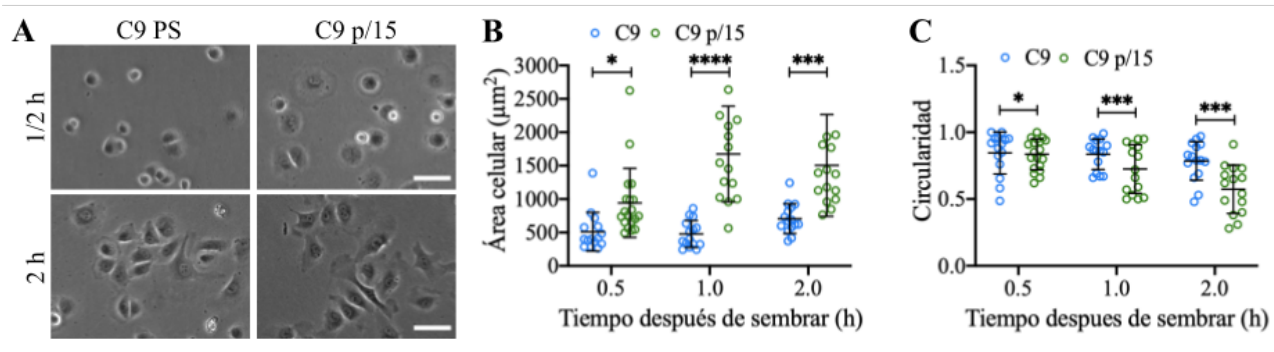 A
C9 PS
C9 p/15
1/2 h
2 h
B
C9
C9 p/15
*
****
***
3000
2500
2000
1500
1000
500
0
Área celular (µm²)
0.5
1.0
2.0
Tiempo después de sembrar (h)
C
C9
C9 p/15
*
***
***
1.5
1.0
0.5
0.0
Circularidad
0.5
1.0
2.0
Tiempo despues de sembrar (h)